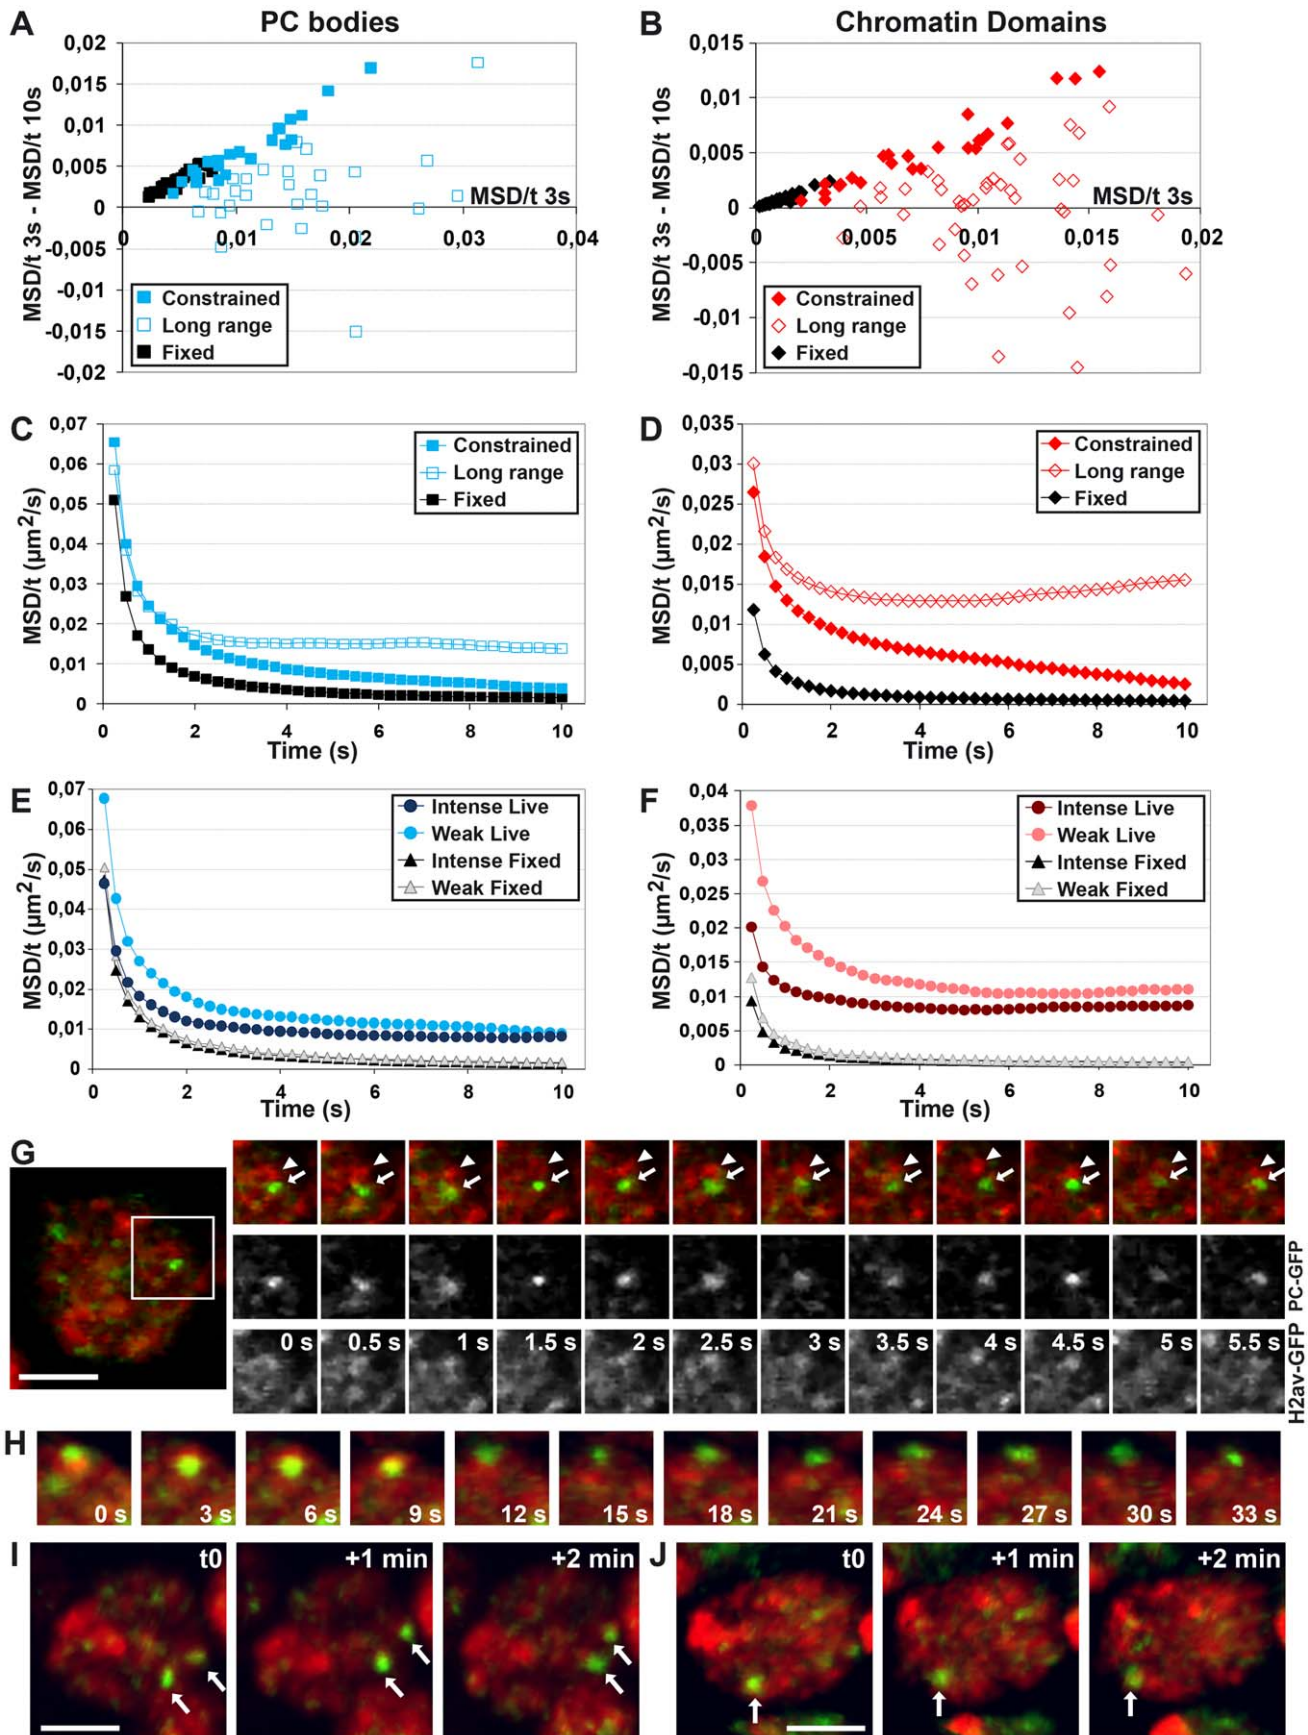 A PC bodies
B Chromatin Domains
MSD/t 3s - MSD/t 10s
0,02
0,015
0,01
0,005
0
-0,005
-0,01
-0,015
-0,02
0 0,01 0,02 0,03 0,04
MSD/t 3s
Constrained
Long range
Fixed
MSD/t 3s - MSD/t 10s
0,015
0,01
0,005
0
-0,005
-0,01
-0,015
0 0,005 0,01 0,015 0,02
MSD/t 3s
Constrained
Long range
Fixed
C
MSD/t (µm²/s)
0,07
0,06
0,05
0,04
0,03
0,02
0,01
0
0 2 4 6 8 10
Time (s)
Constrained
Long range
Fixed
D
MSD/t (µm²/s)
0,035
0,03
0,025
0,02
0,015
0,01
0,005
0
0 2 4 6 8 10
Time (s)
Constrained
Long range
Fixed
E
MSD/t (µm²/s)
0,07
0,06
0,05
0,04
0,03
0,02
0,01
0
0 2 4 6 8 10
Time (s)
Intense Live
Weak Live
Intense Fixed
Weak Fixed
F
MSD/t (µm²/s)
0,04
0,035
0,03
0,025
0,02
0,015
0,01
0,005
0
0 2 4 6 8 10
Time (s)
Intense Live
Weak Live
Intense Fixed
Weak Fixed
G
PC-GFP
0 s 0.5 s 1 s 1.5 s 2 s 2.5 s 3 s 3.5 s 4 s 4.5 s 5 s 5.5 s
H2av-GFP
H
0 s 3 s 6 s 9 s 12 s 15 s 18 s 21 s 24 s 27 s 30 s 33 s
I t0 +1 min +2 min
J t0 +1 min +2 min